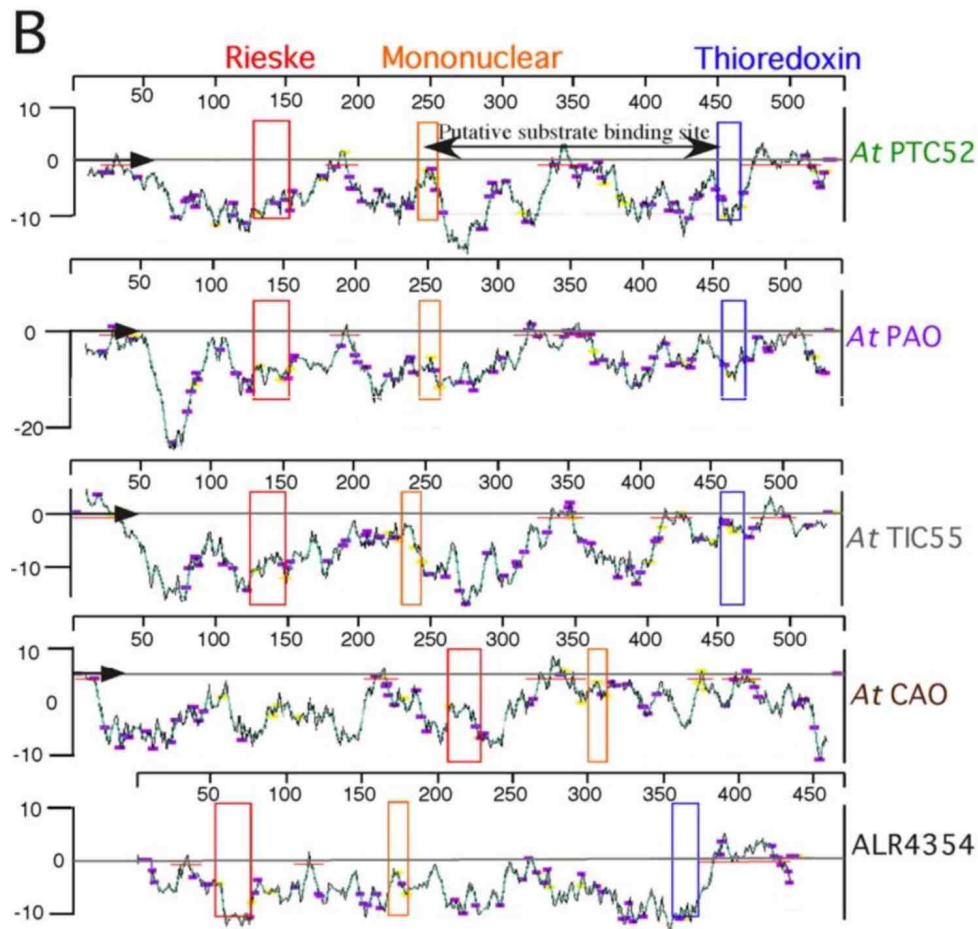 B
Rieske Mononuclear Thioredoxin
50 100 150 200 250 300 350 400 450 500
10
Putative substrate binding site
0
At PTC52
-10
50 100 150 200 250 300 350 400 450 500
0
At PAO
-20
50 100 150 200 250 300 350 400 450 500
0
At TIC55
-10
50 100 150 200 250 300 350 400 450 500
10
0
At CAO
-10
50 100 150 200 250 300 350 400 450
10
0
ALR4354
-10